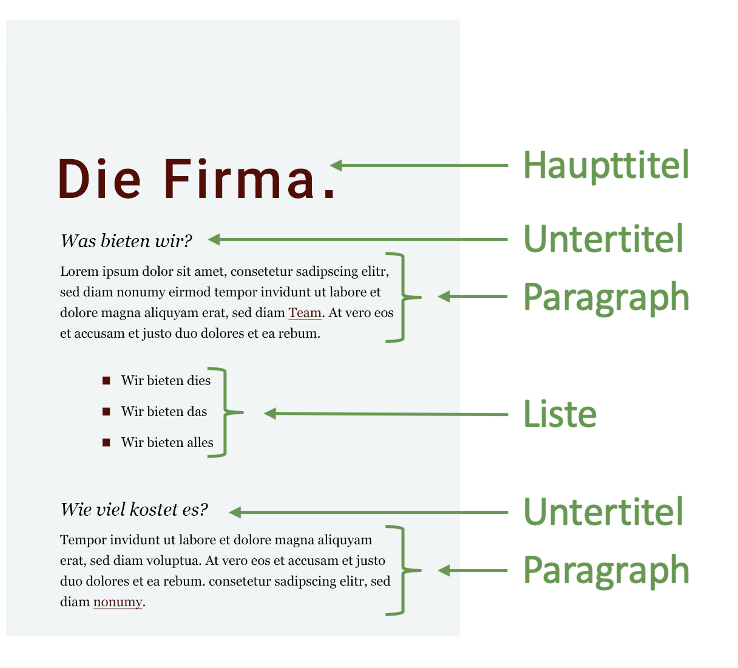 Die Firma.
Haupttitel
Was bieten wir?
Untertitel
Lorem ipsum dolor sit amet, consetetur sadipscing elitr,
sed diam nonumy eirmod tempor invidunt ut labore et
dolore magna aliquyam erat, sed diam Team. At vero eos
et accusam et justo duo dolores et ea rebum.
Paragraph
Wir bieten dies
Wir bieten das
Wir bieten alles
Liste
Wie viel kostet es?
Untertitel
Tempor invidunt ut labore et dolore magna aliquyam
erat, sed diam voluptua. At vero eos et accusam et justo
duo dolores et ea rebum. consetetur sadipscing elitr, sed
diam nonumy.
Paragraph